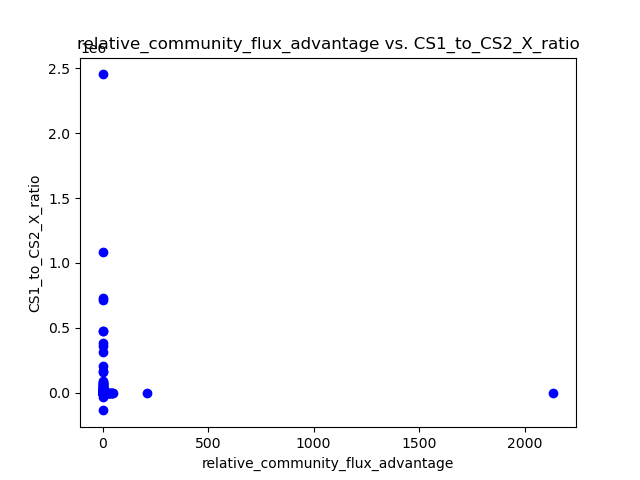 relative_community_flux_advantage vs. CS1_to_CS2_X_ratio
1e6
2.5
2.0
1.5
1.0
0.5
0.0
CS1_to_CS2_X_ratio
0
500
1000
1500
2000
relative_community_flux_advantage